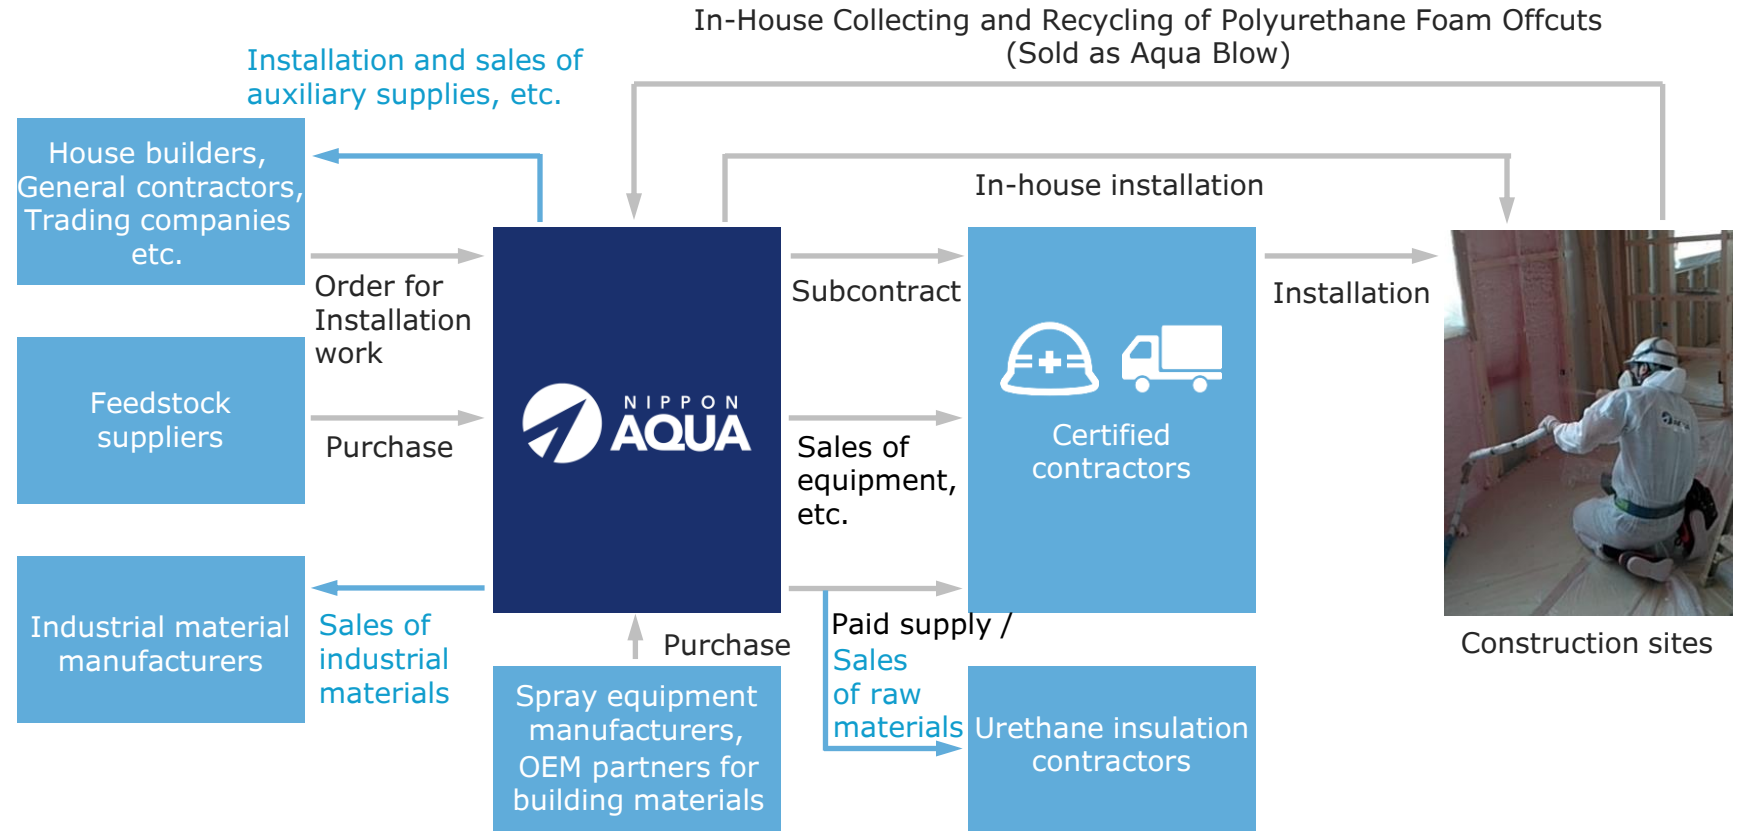 In-House Collecting and Recycling of Polyurethane Foam Offcuts
(Sold as Aqua Blow)
Installation and sales of
auxiliary supplies, etc.
House builders,
General contractors,
Trading companies
etc.
In-house installation
Order for
Installation
work
Subcontract
Installation
Feedstock
suppliers
Purchase
NIPPON
AQUA
Sales of
equipment,
etc.
Certified
contractors
Industrial material
manufacturers
Sales of
industrial
materials
Purchase
Paid supply /
Sales
of raw
materials
Construction sites
Spray equipment
manufacturers,
OEM partners for
building materials
Urethane insulation
contractors